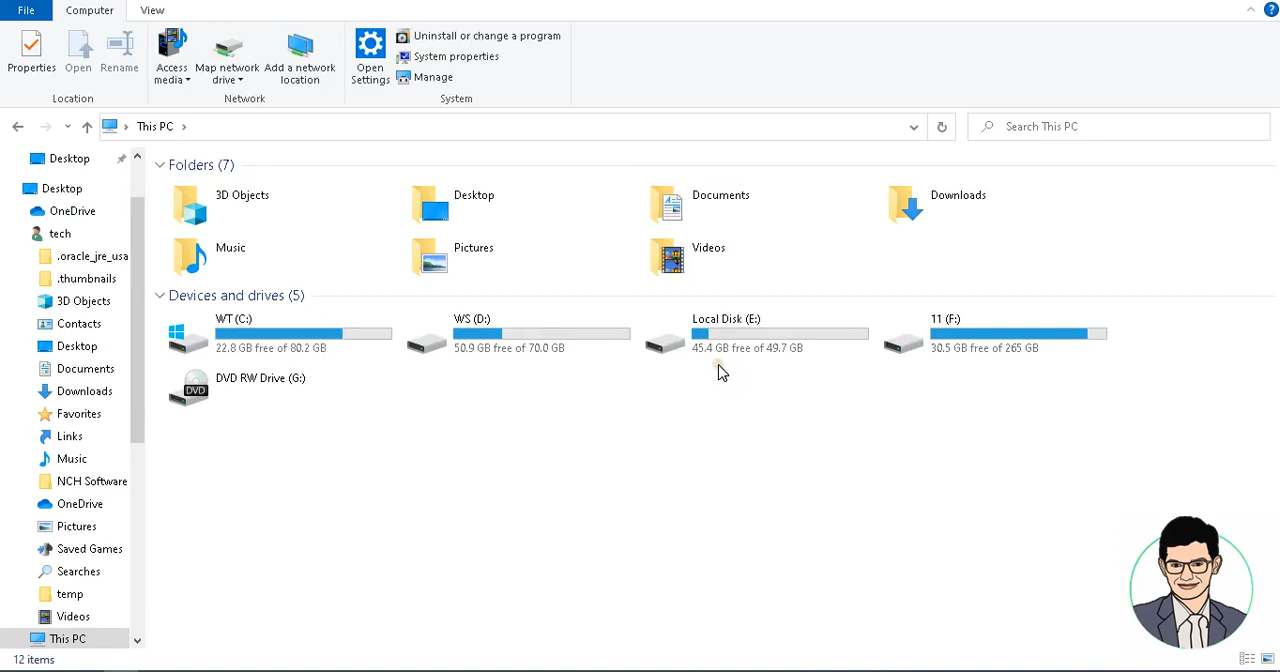 File
Computer
View
Properties
Open
Rename
Access media
Map network drive
Add a network location
Open Settings
Uninstall or change a program
System properties
Manage
Location
Network
System
This PC
Search This PC
Desktop
Desktop
OneDrive
tech
.oracle_jre_usa
.thumbnails
3D Objects
Contacts
Desktop
Documents
Downloads
Favorites
Links
Music
NCH Software
OneDrive
Pictures
Saved Games
Searches
temp
Videos
This PC
Folders (7)
3D Objects
Desktop
Documents
Downloads
Music
Pictures
Videos
Devices and drives (5)
WT (C:)
22.8 GB free of 80.2 GB
WS (D:)
50.9 GB free of 70.0 GB
Local Disk (E:)
45.4 GB free of 49.7 GB
11 (F:)
30.5 GB free of 265 GB
DVD
DVD RW Drive (G:)
12 items